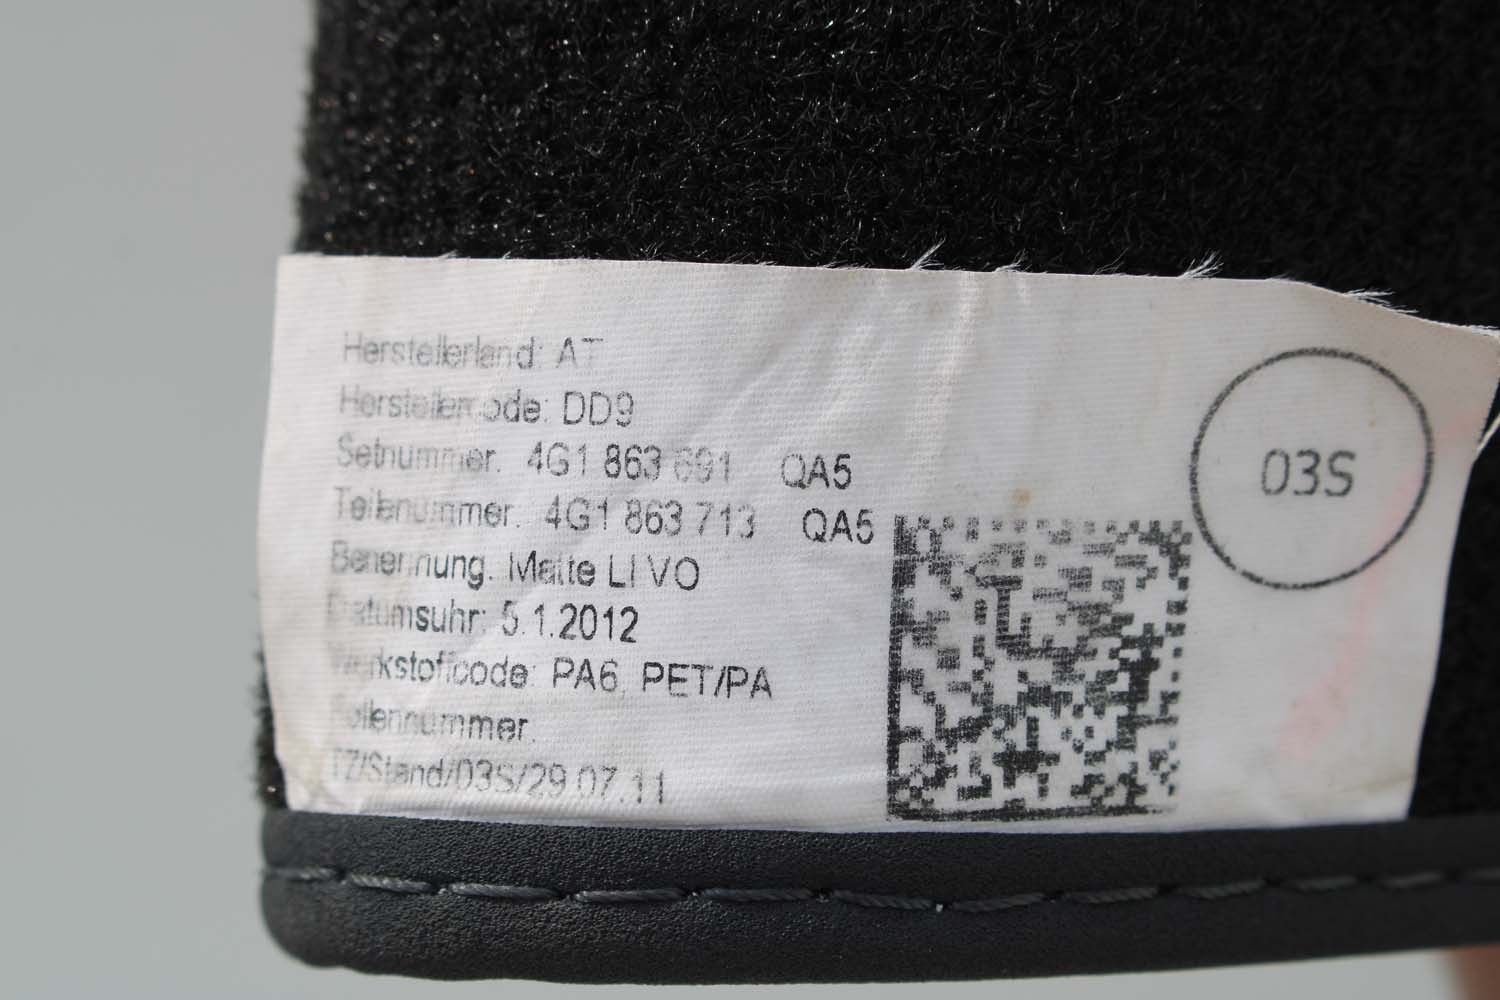 Herstellerland: AT
Herstellercode: DD9
Setnummer: 4G1 863 691 QA5
Teilenummer: 4G1 863 713 QA5
Benennung: Matte LI VO
Datumsuhr: 5.1.2012
Werkstoffcode: PA6, PET/PA
Rollennummer:
TZ/Stand/03S/29.07.11
03S